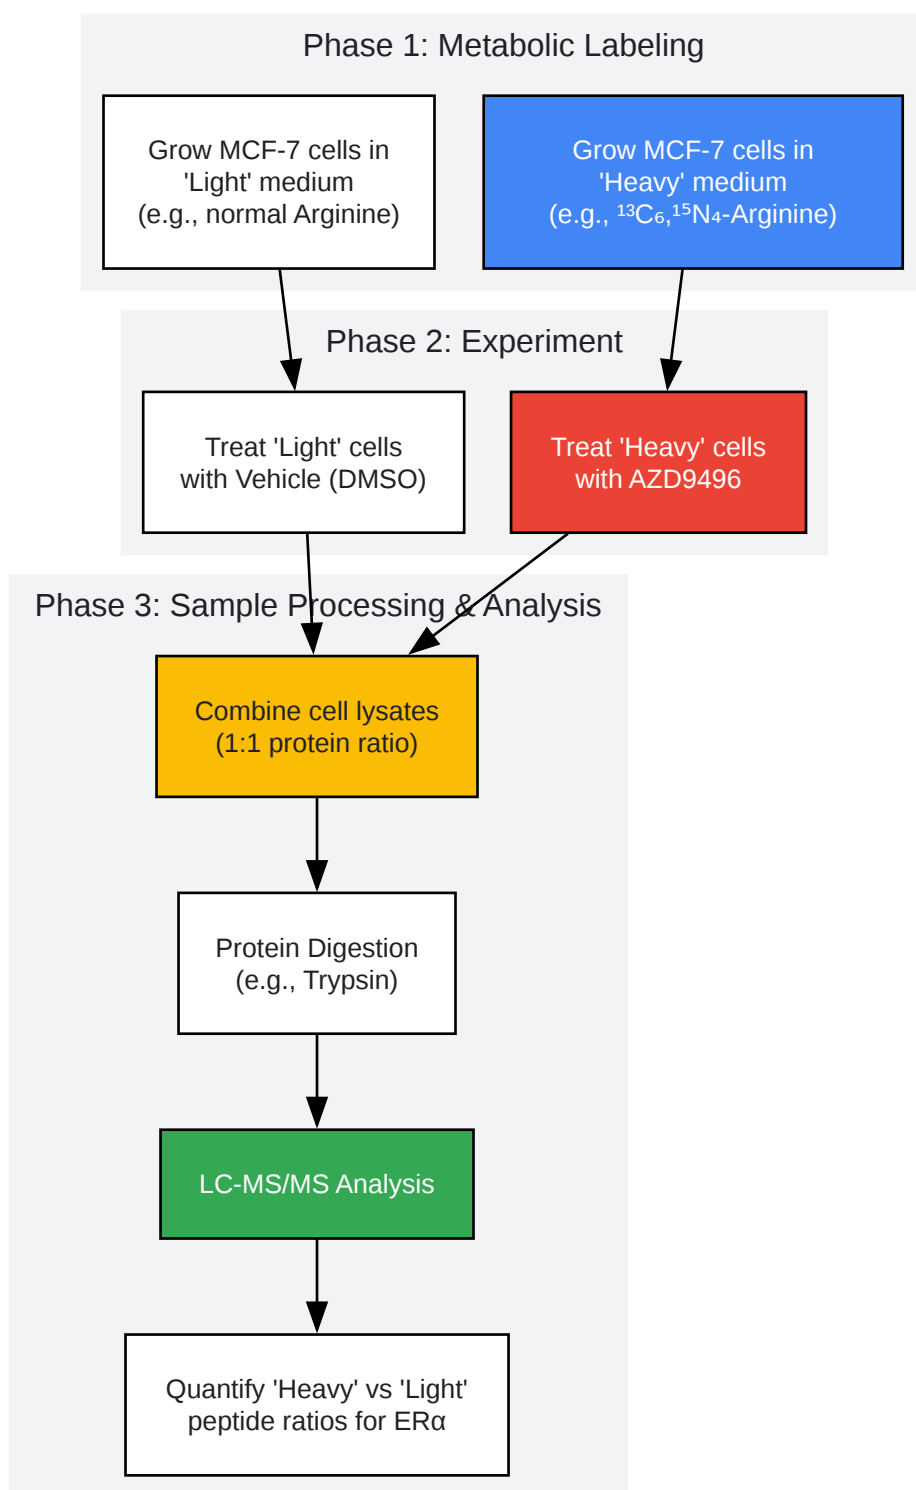 Phase 1: Metabolic Labeling
Grow MCF-7 cells in
'Light' medium
(e.g., normal Arginine)
Grow MCF-7 cells in
'Heavy' medium
(e.g., ¹³C₆,¹⁵N₄-Arginine)
Phase 2: Experiment
Treat 'Light' cells
with Vehicle (DMSO)
Treat 'Heavy' cells
with AZD9496
Phase 3: Sample Processing & Analysis
Combine cell lysates
(1:1 protein ratio)
Protein Digestion
(e.g., Trypsin)
LC-MS/MS Analysis
Quantify 'Heavy' vs 'Light'
peptide ratios for ERα